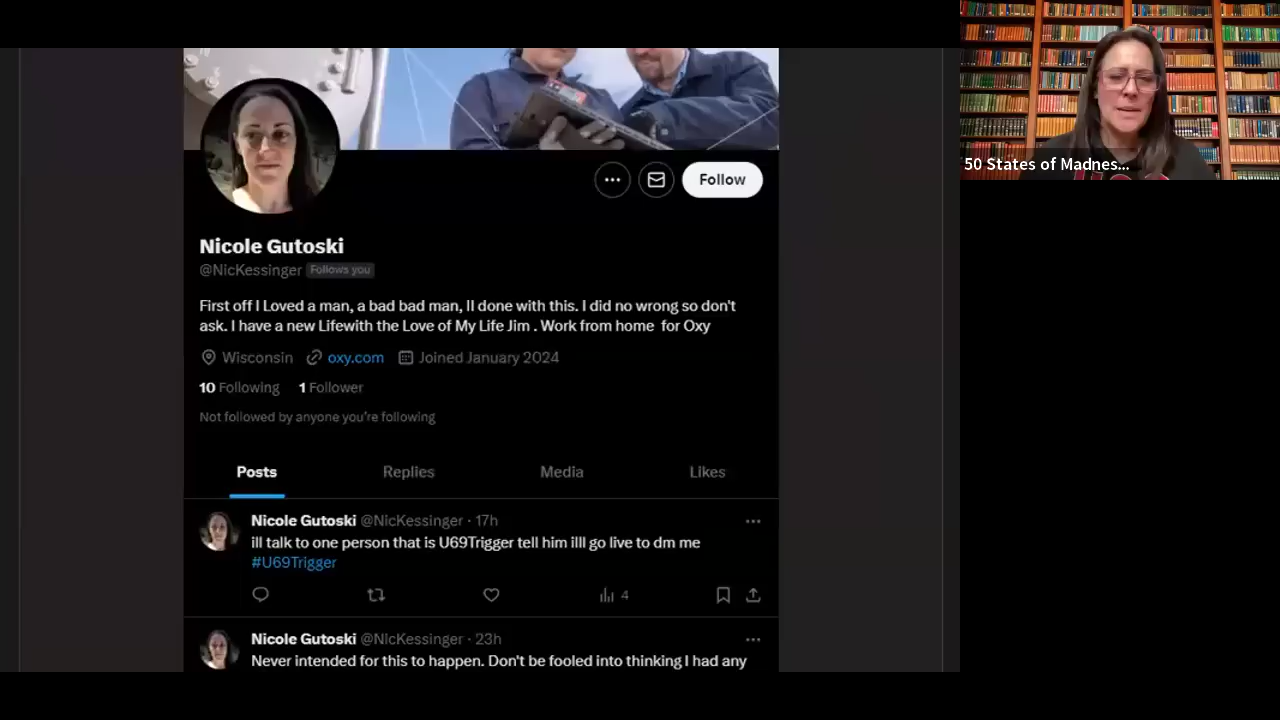 50 States of Madnes...
Follow
Nicole Gutoski
@NicKessinger Follows you
First off I Loved a man, a bad bad man, II done with this. I did no wrong so don't
ask. I have a new Lifewith the Love of My Life Jim . Work from home for Oxy
Wisconsin oxy.com Joined January 2024
10 Following 1 Follower
Not followed by anyone you're following
Posts Replies Media Likes
Nicole Gutoski @NicKessinger · 17h
ill talk to one person that is U69Trigger tell him illl go live to dm me
#U69Trigger
4
Nicole Gutoski @NicKessinger · 23h
Never intended for this to happen. Don't be fooled into thinking I had any